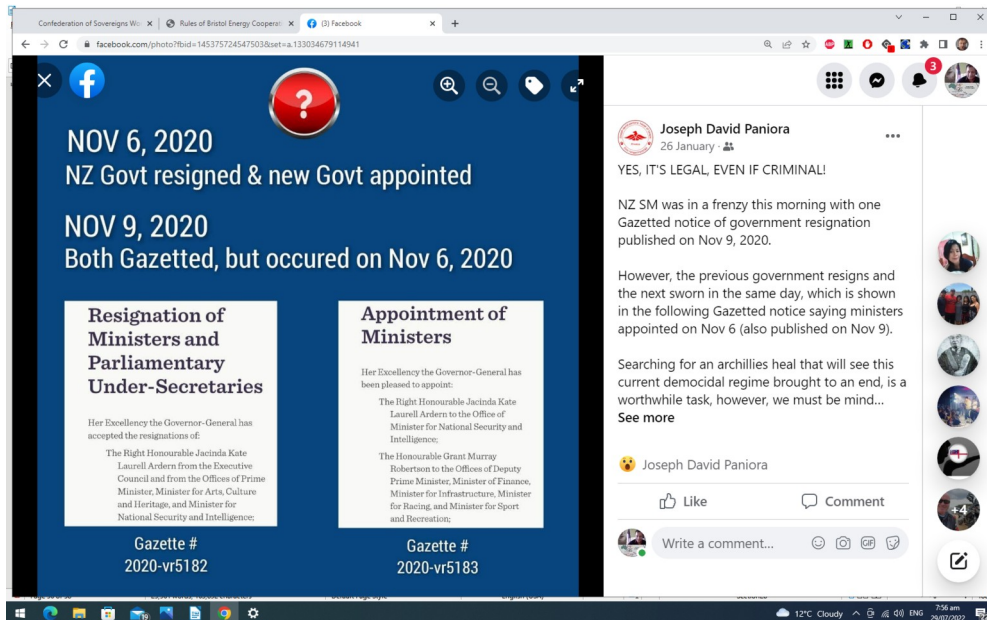 Confederation of Sovereigns Wa
Rules of Bristol Energy Cooperati
(3) Facebook
facebook.com/photo?fbid=145375724547503&set=a.133034679114941
?
NOV 6, 2020
NZ Govt resigned & new Govt appointed
NOV 9, 2020
Both Gazetted, but occured on Nov 6, 2020
Resignation of
Ministers and
Parliamentary
Under-Secretaries
Her Excellency the Governor-General has
accepted the resignations of:
The Right Honourable Jacinda Kate
Laurell Ardern from the Executive
Council and from the Offices of Prime
Minister, Minister for Arts, Culture
and Heritage, and Minister for
National Security and Intelligence;
Gazette #
2020-vr5182
Appointment of
Ministers
Her Excellency the Governor-General has
been pleased to appoint:
The Right Honourable Jacinda Kate
Laurell Ardern to the Office of
Minister for National Security and
Intelligence;
The Honourable Grant Murray
Robertson to the Offices of Deputy
Prime Minister, Minister of Finance,
Minister for Infrastructure, Minister
for Racing, and Minister for Sport
and Recreation;
Gazette #
2020-vr5183
3
Joseph David Paniora
26 January ·
YES, IT'S LEGAL, EVEN IF CRIMINAL!
NZ SM was in a frenzy this morning with one
Gazetted notice of government resignation
published on Nov 9, 2020.
However, the previous government resigns and
the next sworn in the same day, which is shown
in the following Gazetted notice saying ministers
appointed on Nov 6 (also published on Nov 9).
Searching for an archillies heal that will see this
current democidal regime brought to an end, is a
worthwhile task, however, we must be mind...
See more
Joseph David Paniora
Like
Comment
Write a comment...
GIF
+4
19
12°C Cloudy
ENG
7:56 am
29/07/2022